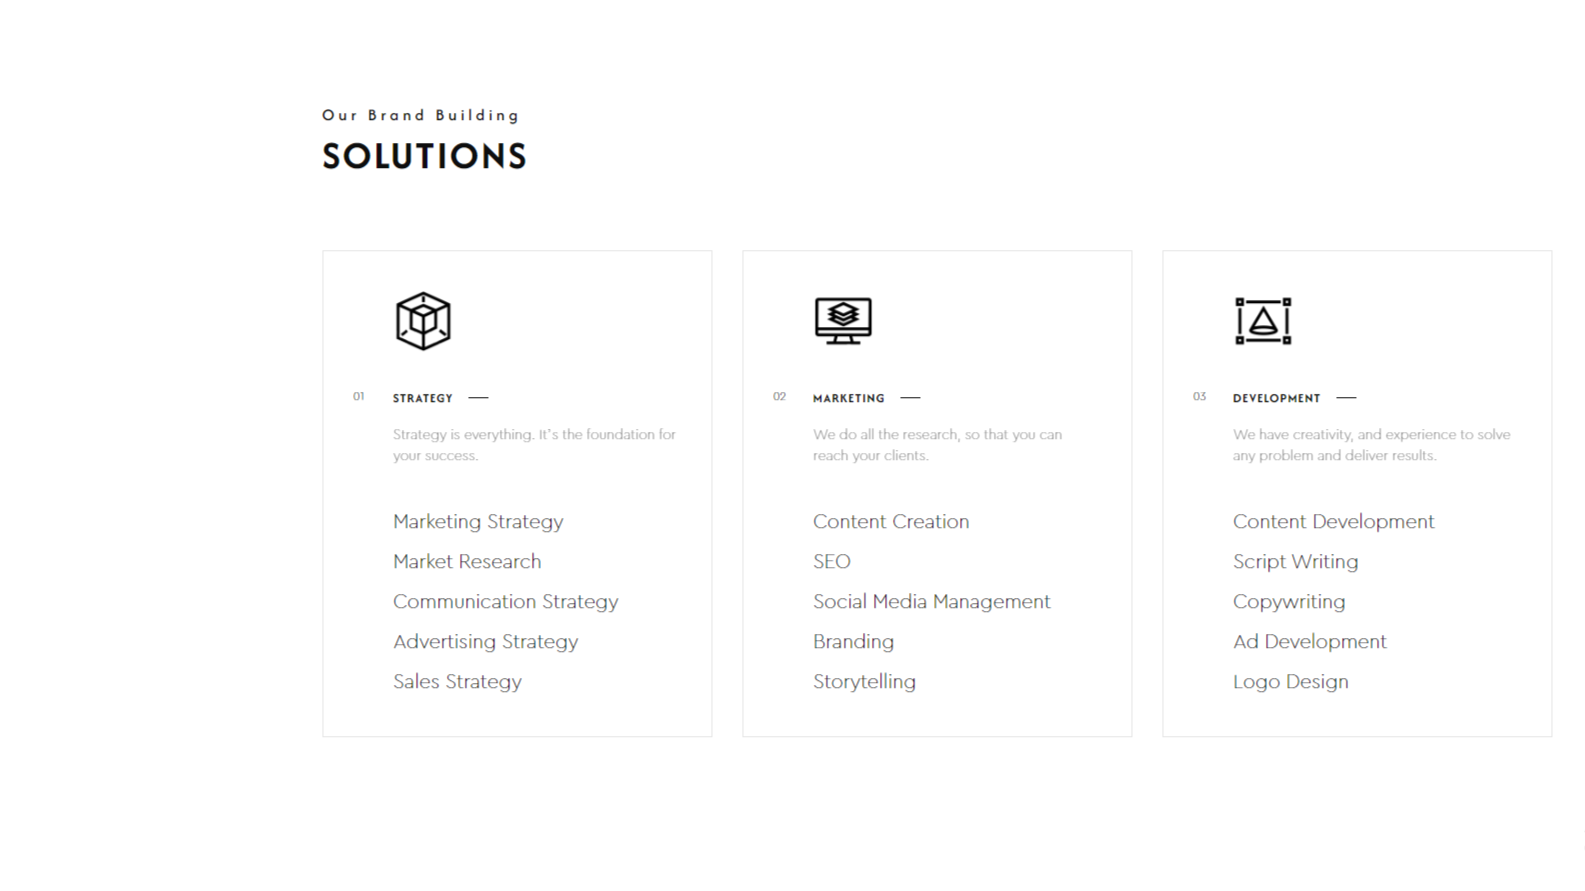 Our Brand Building
SOLUTIONS
01 STRATEGY
Strategy is everything. It's the foundation for
your success.
Marketing Strategy
Market Research
Communication Strategy
Advertising Strategy
Sales Strategy
02 MARKETING
We do all the research, so that you can
reach your clients.
Content Creation
SEO
Social Media Management
Branding
Storytelling
03 DEVELOPMENT
We have creativity, and experience to solve
any problem and deliver results.
Content Development
Script Writing
Copywriting
Ad Development
Logo Design